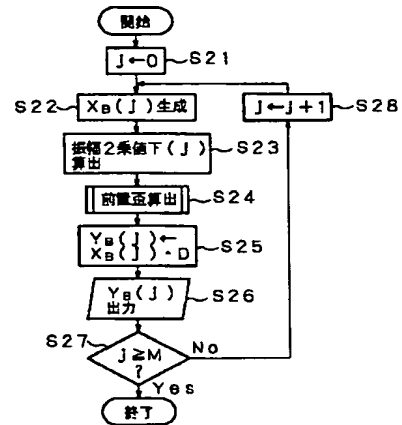 開始
j←0
S21
S22
XB(j)生成
j←j+1
S28
振幅2乗値下(j)
算出
S23
前置歪算出
S24
YB(j)←
XB(j)・D
S25
YB(j)
出力
S26
S27
j≧M
?
No
Yes
終了